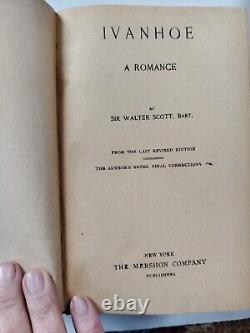 IVANHOE
A ROMANCE
BY
SIR WALTER SCOTT, BART.
FROM THE LAST REVISED EDITION
CONTAINING
THE AUTHOR'S NOTES, FINAL CORRECTIONS,
NEW YORK
THE MERSHON COMPANY
PUBLISHERS